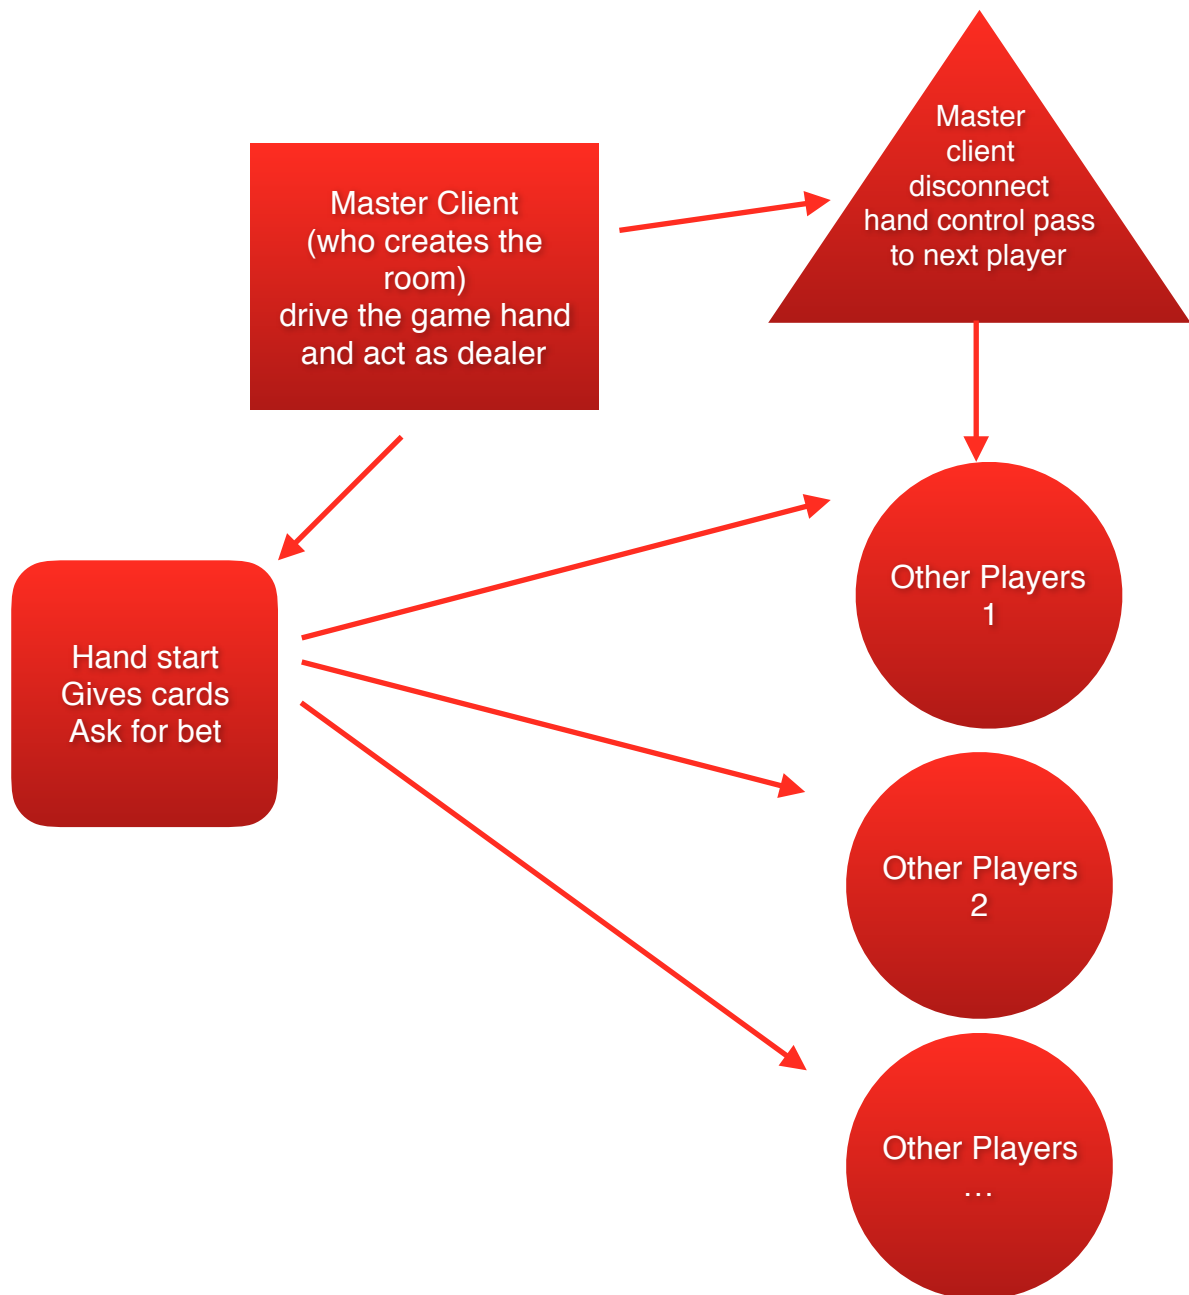 Master Client
(who creates the
room)
drive the game hand
and act as dealer
Master
client
disconnect
hand control pass
to next player
Hand start
Gives cards
Ask for bet
Other Players
1
Other Players
2
Other Players
…